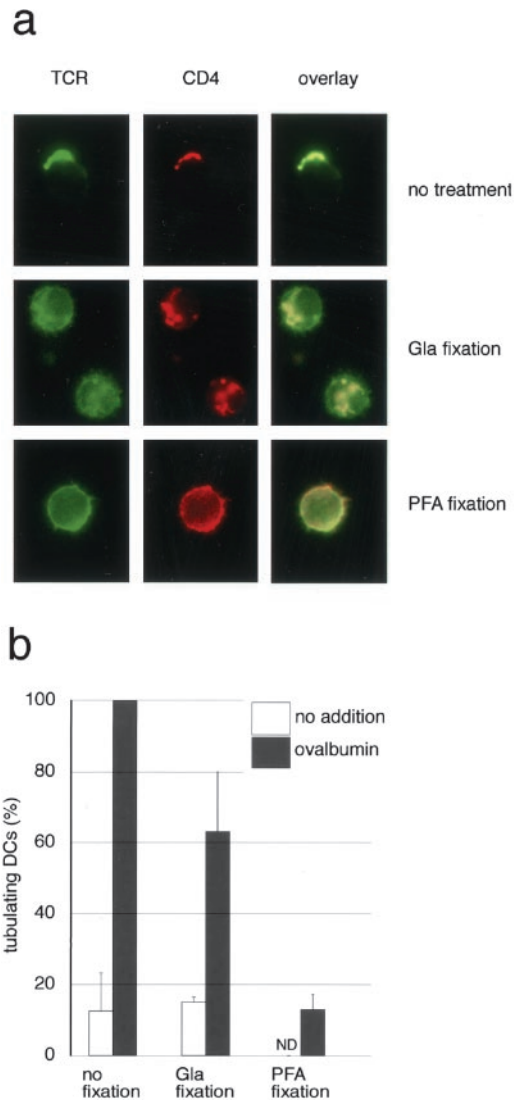 a
TCR CD4 overlay
no treatment
Gla fixation
PFA fixation
b
100
80
60
40
20
0
tubulating DCs (%)
no addition
ovalbumin
ND
no fixation
Gla fixation
PFA fixation